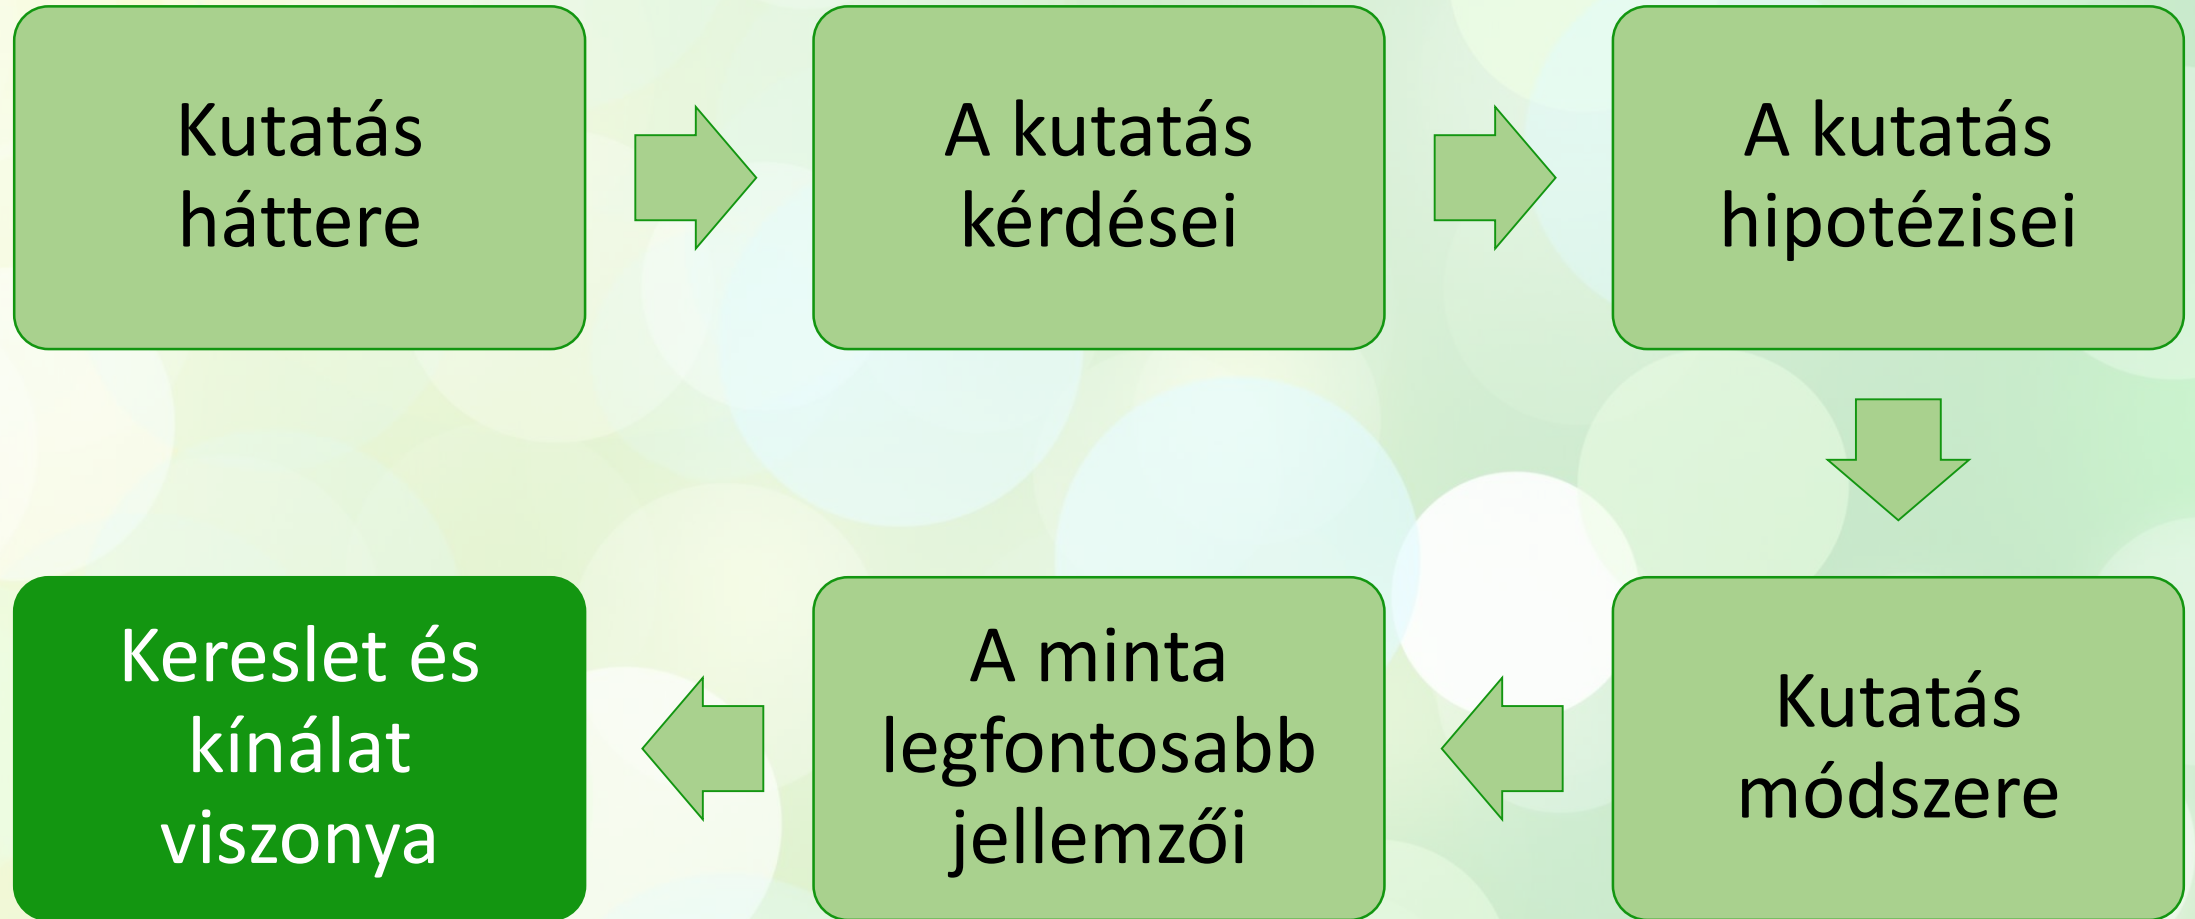 Kutatás
háttere
A kutatás
kérdései
A kutatás
hipotézisei
Kutatás
módszere
A minta
legfontosabb
jellemzői
Kereslet és
kínálat
viszonya